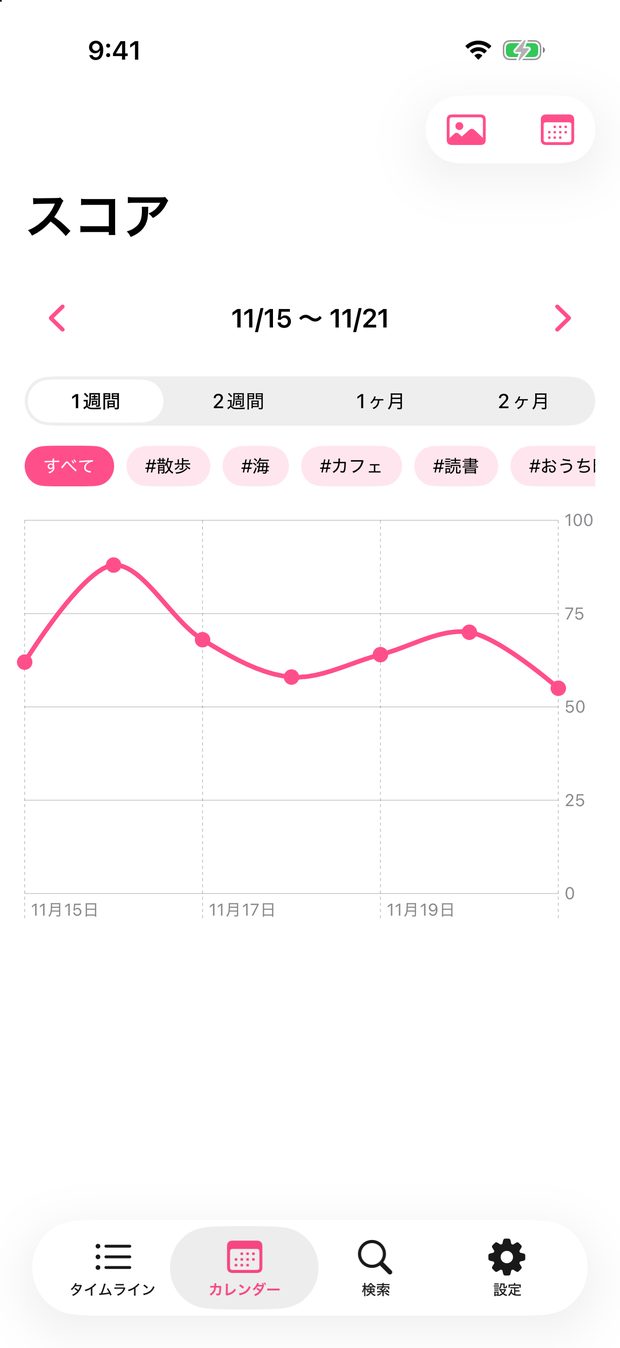 9:41
スコア
11/15 〜 11/21
1週間 2週間 1ヶ月 2ヶ月
すべて #散歩 #海 #カフェ #読書 #おうち
100
75
50
25
0
11月15日 11月17日 11月19日
タイムライン カレンダー 検索 設定